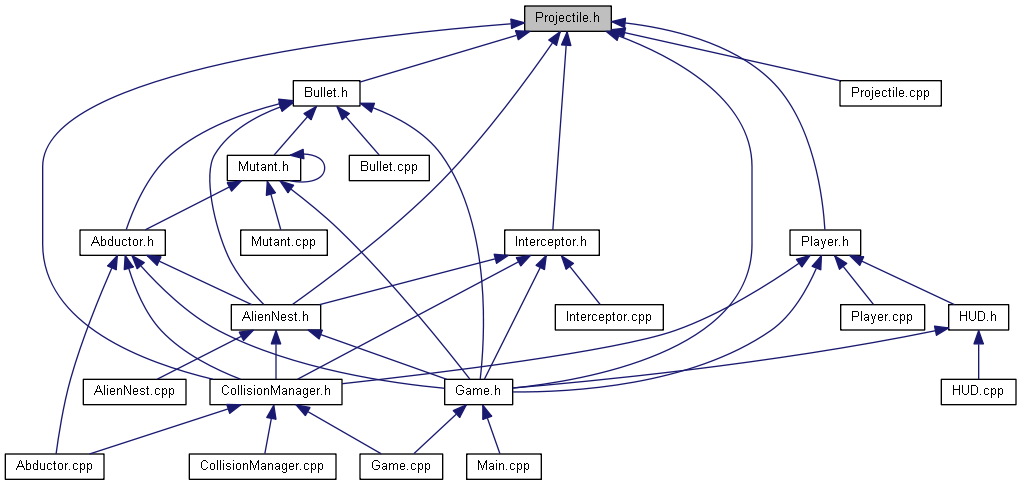 Projectile.h
Bullet.h
Projectile.cpp
Mutant.h
Bullet.cpp
Abductor.h
Mutant.cpp
Interceptor.h
Player.h
AlienNest.h
Interceptor.cpp
Player.cpp
HUD.h
AlienNest.cpp
CollisionManager.h
Game.h
HUD.cpp
Abductor.cpp
CollisionManager.cpp
Game.cpp
Main.cpp